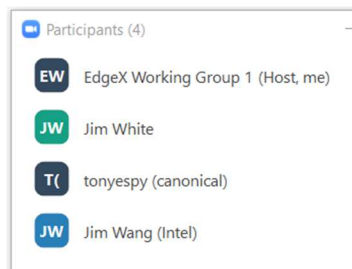 Participants (4)
EW EdgeX Working Group 1 (Host, me)
JW Jim White
T( tonyespy (canonical)
JW Jim Wang (Intel)